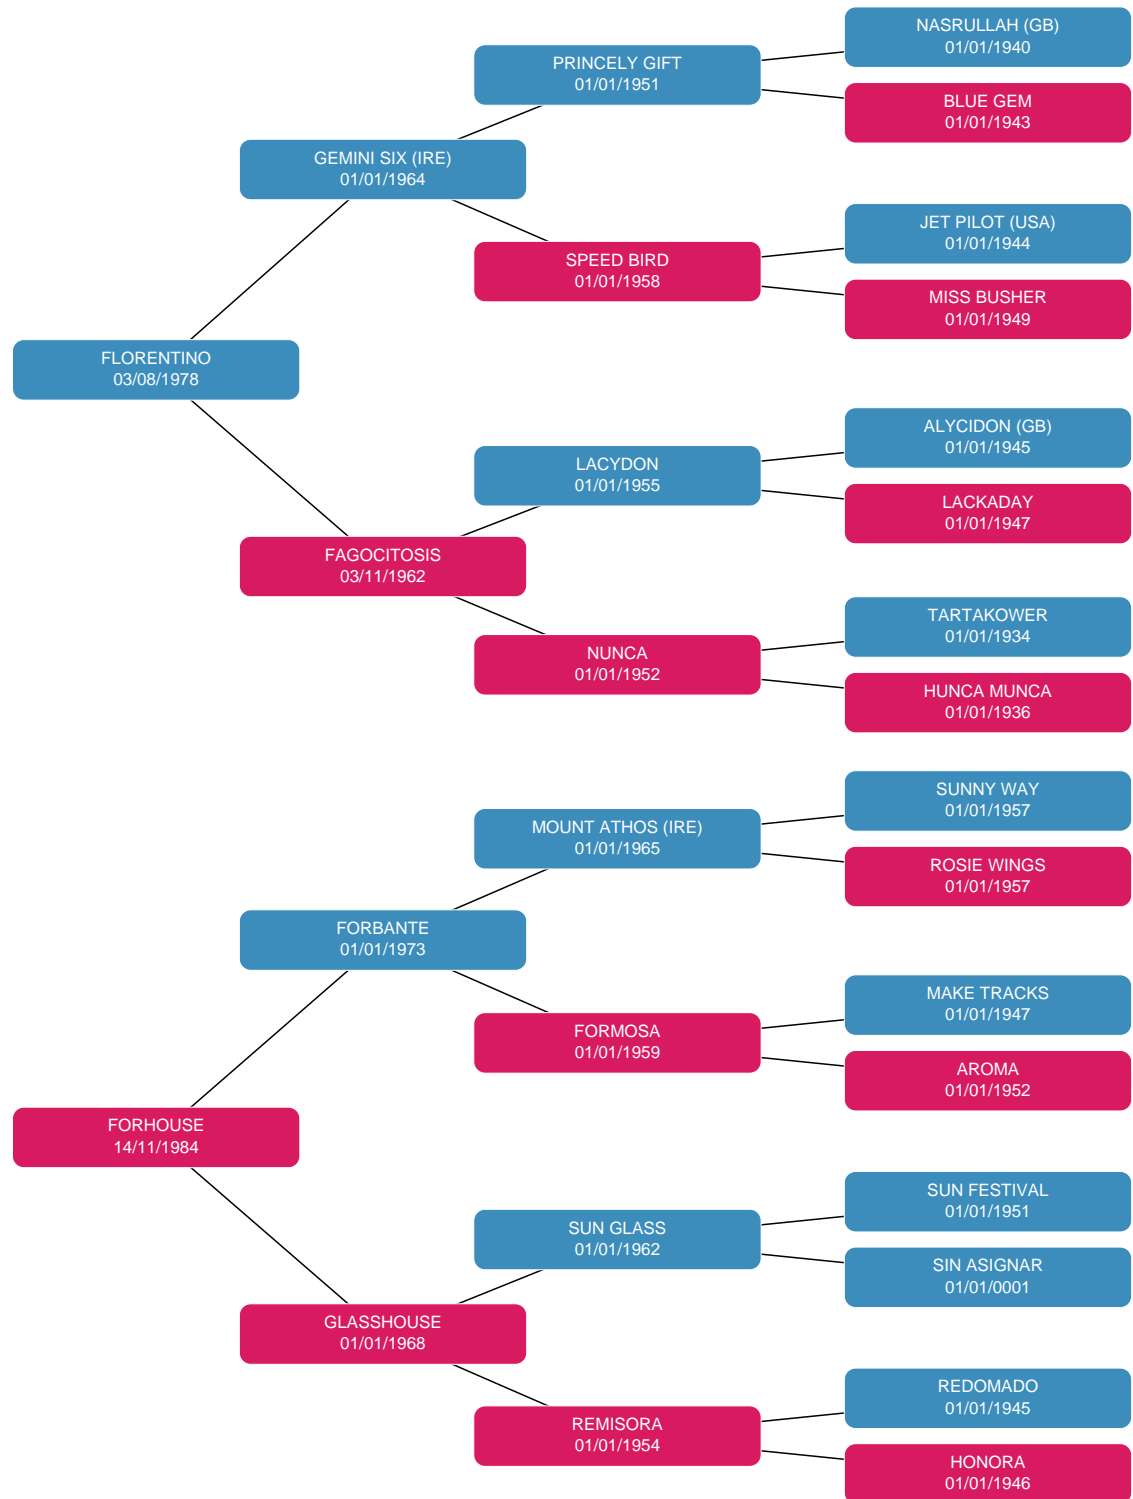 NASRULLAH (GB)
01/01/1940
PRINCELY GIFT
01/01/1951
BLUE GEM
01/01/1943
GEMINI SIX (IRE)
01/01/1964
JET PILOT (USA)
01/01/1944
SPEED BIRD
01/01/1958
MISS BUSHER
01/01/1949
FLORENTINO
03/08/1978
ALYCIDON (GB)
01/01/1945
LACYDON
01/01/1955
LACKADAY
01/01/1947
FAGOCITOSIS
03/11/1962
TARTAKOWER
01/01/1934
NUNCA
01/01/1952
HUNCA MUNCA
01/01/1936
SUNNY WAY
01/01/1957
MOUNT ATHOS (IRE)
01/01/1965
ROSIE WINGS
01/01/1957
FORBANTE
01/01/1973
MAKE TRACKS
01/01/1947
FORMOSA
01/01/1959
AROMA
01/01/1952
FORHOUSE
14/11/1984
SUN FESTIVAL
01/01/1951
SUN GLASS
01/01/1962
SIN ASIGNAR
01/01/0001
GLASSHOUSE
01/01/1968
REDOMADO
01/01/1945
REMISORA
01/01/1954
HONORA
01/01/1946